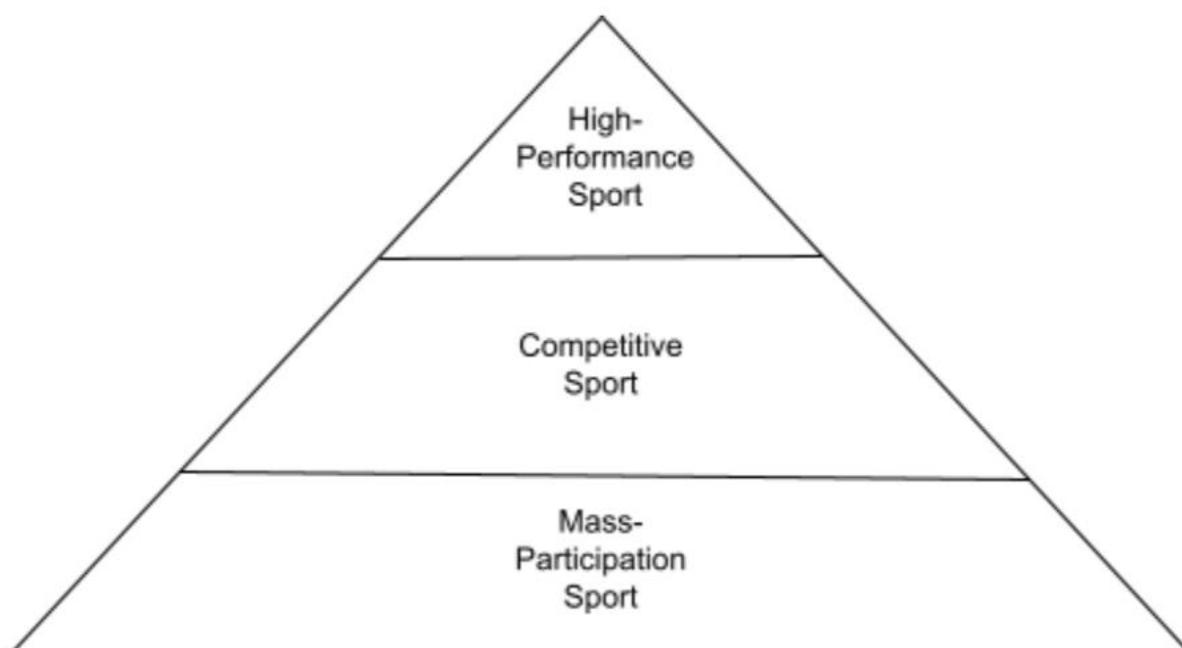 High-
Performance
Sport
Competitive
Sport
Mass-
Participation
Sport